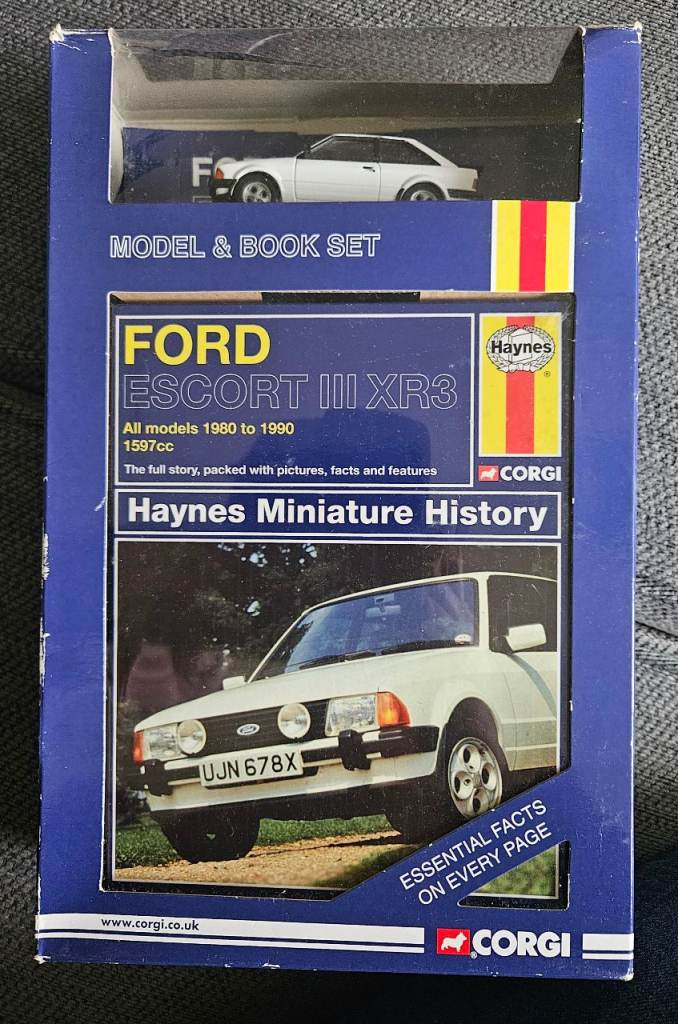 FO
MODEL & BOOK SET
FORD
ESCORT III XR3
Haynes
®
All models 1980 to 1990
1597cc
The full story, packed with pictures, facts and features
CORGI
Haynes Miniature History
Ford
UJN 678X
ESSENTIAL FACTS
ON EVERY PAGE
www.corgi.co.uk
®CORGI